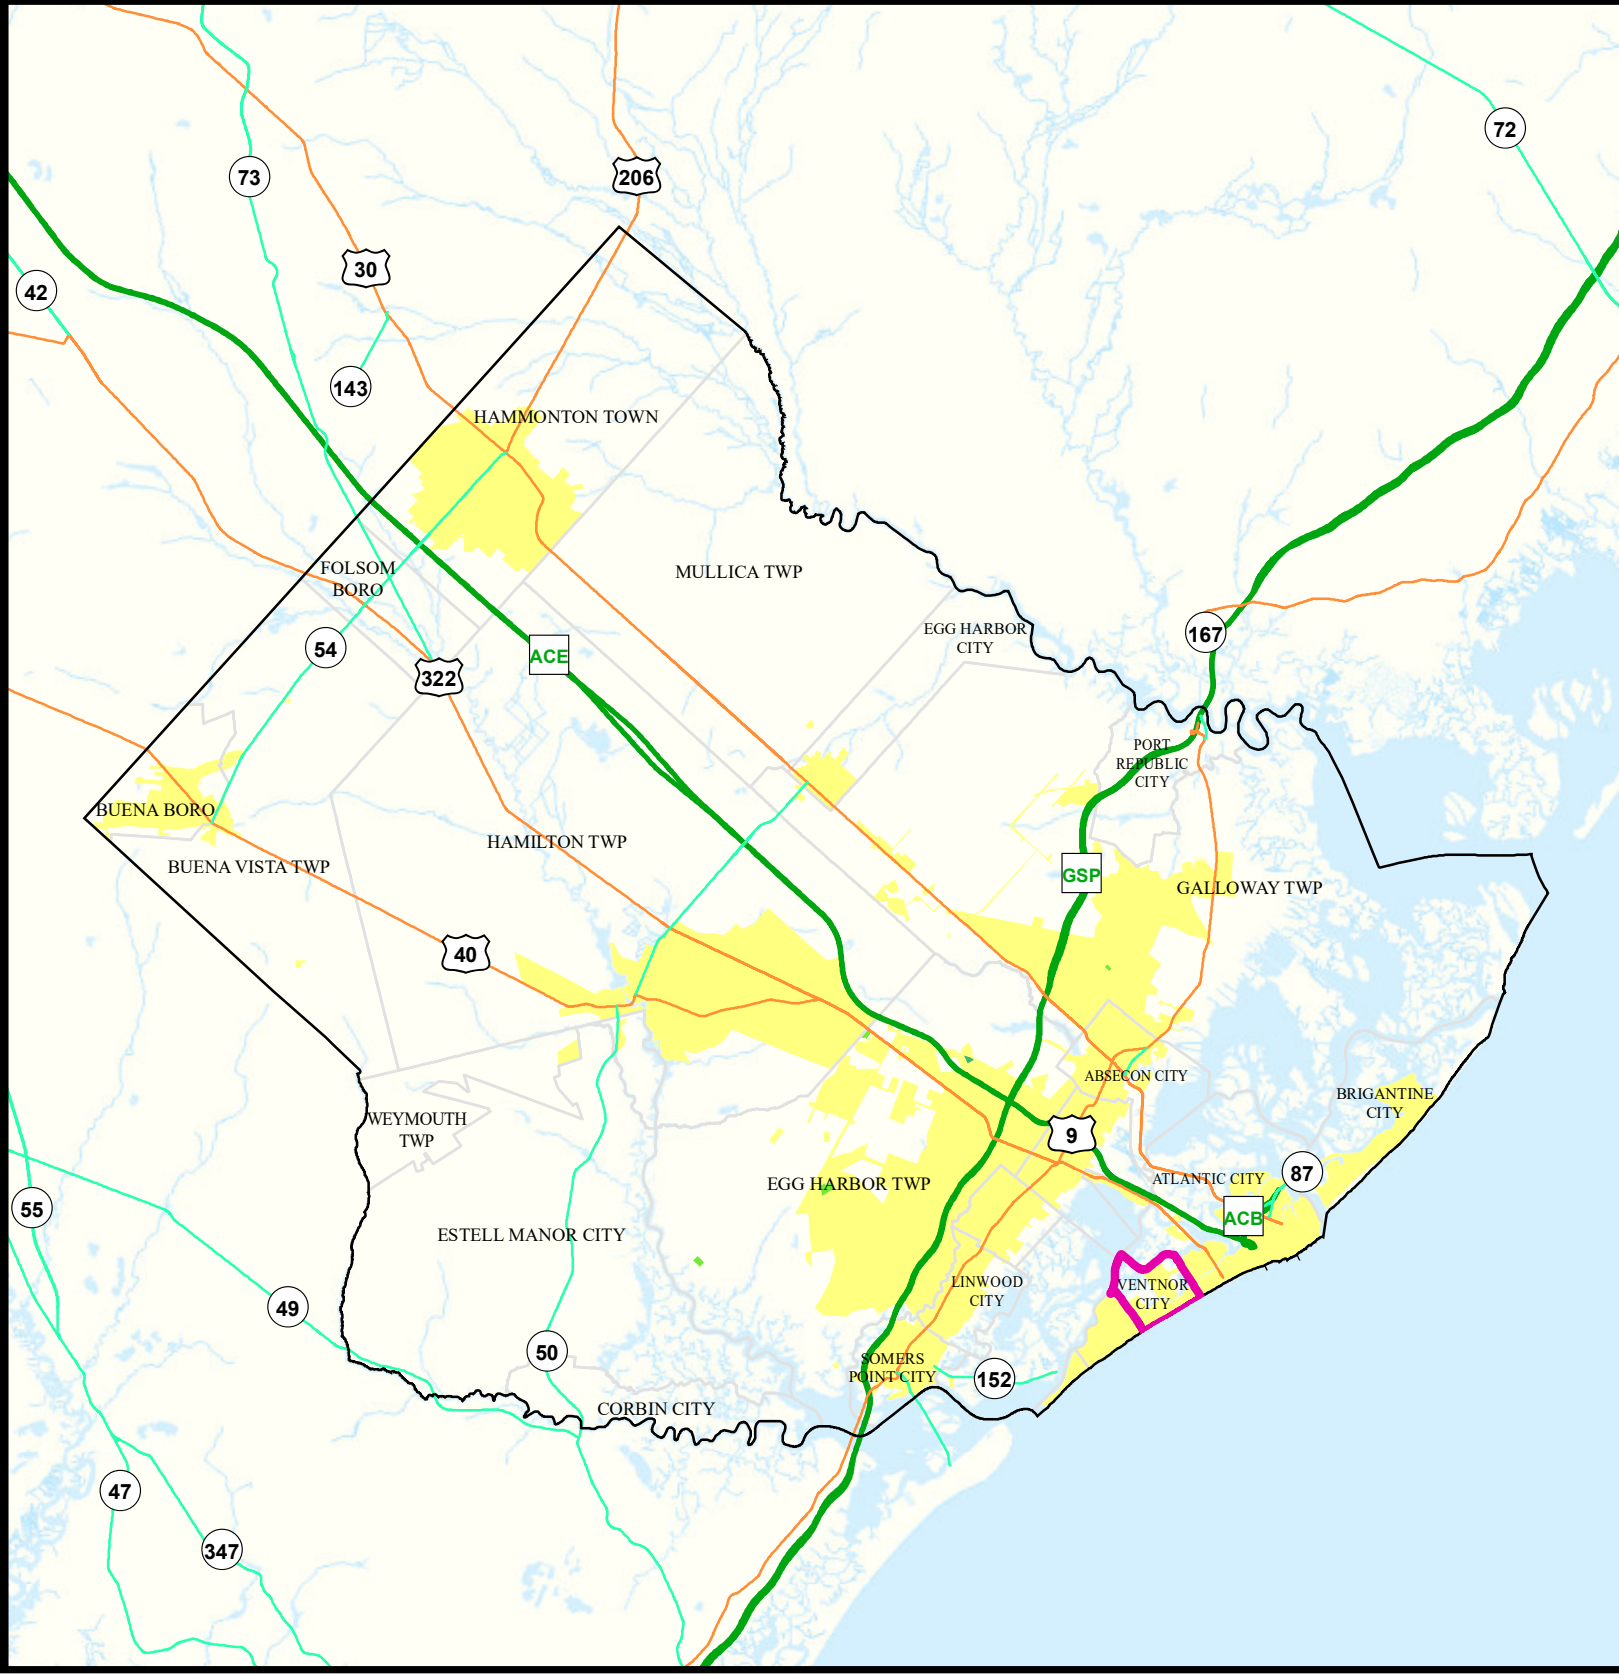 72
73
206
30
42
143
HAMMONTON TOWN
FOLSOM
BORO
MULLICA TWP
EGG HARBOR
CITY
167
54
ACE
322
PORT
REPUBLIC
CITY
BUENA BORO
HAMILTON TWP
BUENA VISTA TWP
GSP
GALLOWAY TWP
40
ABSECON CITY
BRIGANTINE
CITY
WEYMOUTH
TWP
9
EGG HARBOR TWP
ATLANTIC CITY
87
55
ACB
ESTELL MANOR CITY
LINWOOD
CITY
VENTNOR
CITY
49
50
SOMERS
POINT CITY
152
CORBIN CITY
47
347